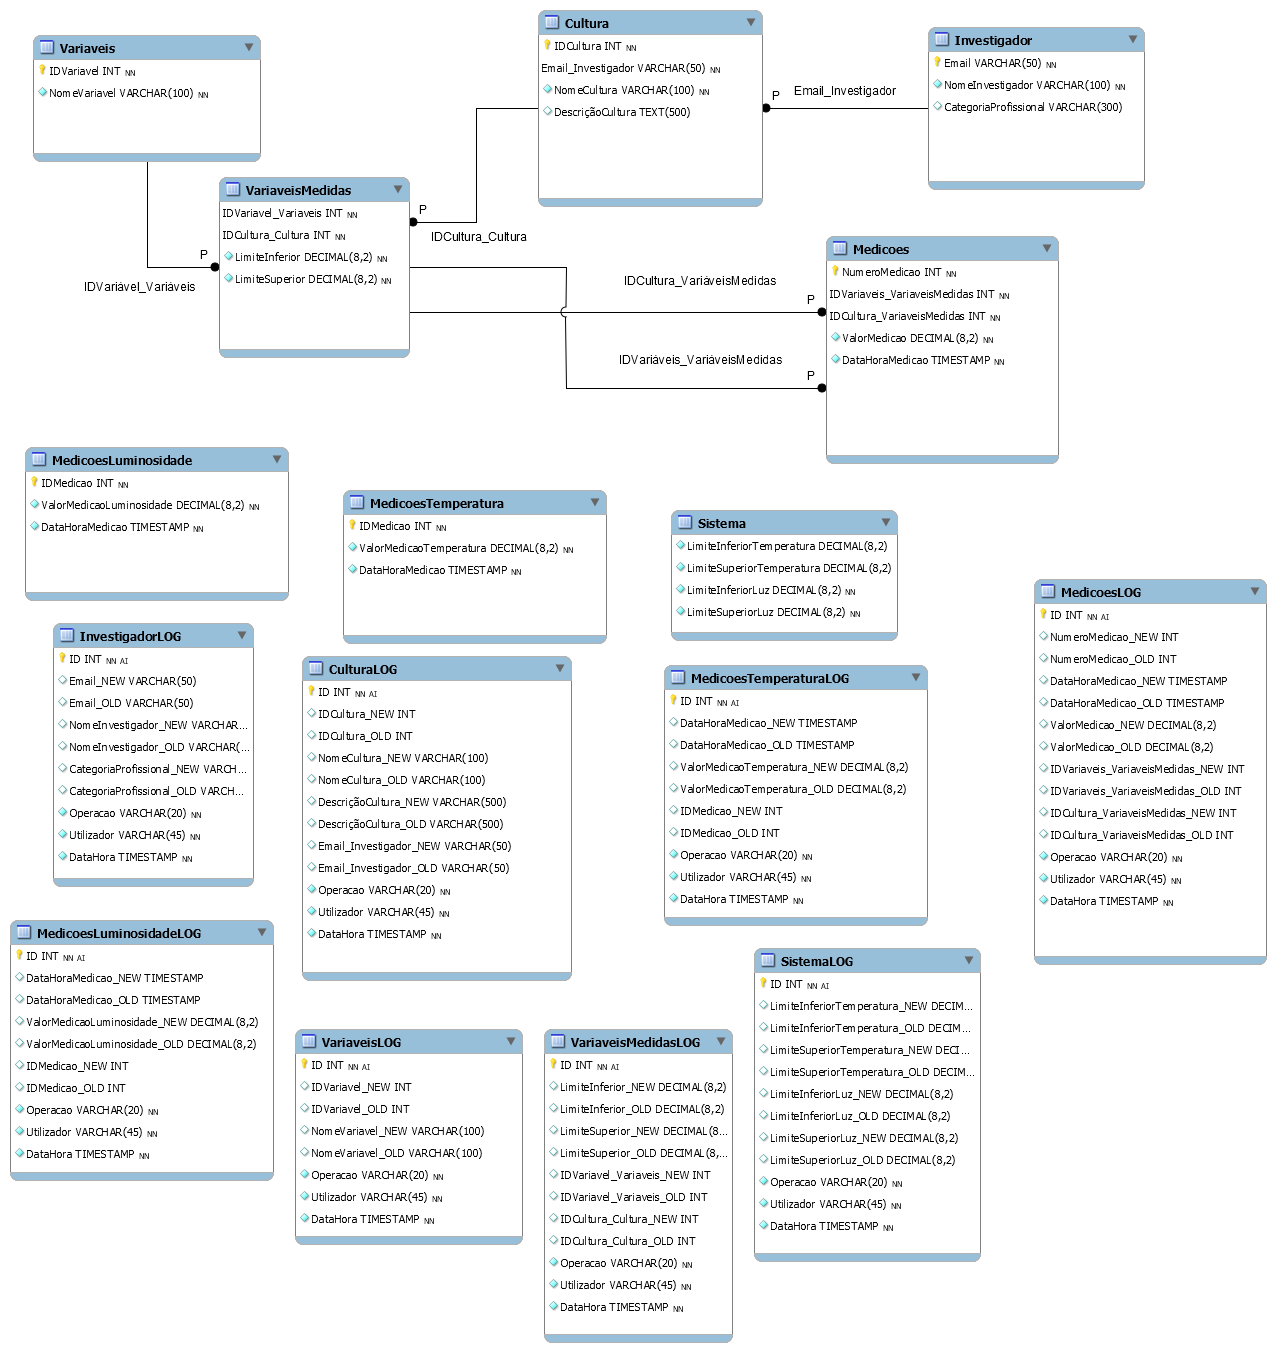 Variaveis
IDVariavel INT NN
NomeVariavel VARCHAR(100) NN
Cultura
IDCultura INT NN
Email_Investigador VARCHAR(50) NN
NomeCultura VARCHAR(100) NN
DescriçãoCultura TEXT(500)
Investigador
Email VARCHAR(50) NN
NomeInvestigador VARCHAR(100) NN
CategoriaProfissional VARCHAR(300)
P
Email_Investigador
VariaveisMedidas
IDVariavel_Variaveis INT NN
IDCultura_Cultura INT NN
LimiteInferior DECIMAL(8,2) NN
LimiteSuperior DECIMAL(8,2) NN
P
IDCultura_Cultura
P
IDVariável_Variáveis
Medicoes
NumeroMedicao INT NN
IDVariaveis_VariaveisMedidas INT NN
IDCultura_VariaveisMedidas INT NN
ValorMedicao DECIMAL(8,2) NN
DataHoraMedicao TIMESTAMP NN
IDCultura_VariáveisMedidas
P
IDVariáveis_VariáveisMedidas
P
MedicoesLuminosidade
IDMedicao INT NN
ValorMedicaoLuminosidade DECIMAL(8,2) NN
DataHoraMedicao TIMESTAMP NN
MedicoesTemperatura
IDMedicao INT NN
ValorMedicaoTemperatura DECIMAL(8,2) NN
DataHoraMedicao TIMESTAMP NN
Sistema
LimiteInferiorTemperatura DECIMAL(8,2)
LimiteSuperiorTemperatura DECIMAL(8,2)
LimiteInferiorLuz DECIMAL(8,2) NN
LimiteSuperiorLuz DECIMAL(8,2) NN
MedicoesLOG
ID INT NN AI
NumeroMedicao_NEW INT
NumeroMedicao_OLD INT
DataHoraMedicao_NEW TIMESTAMP
DataHoraMedicao_OLD TIMESTAMP
ValorMedicao_NEW DECIMAL(8,2)
ValorMedicao_OLD DECIMAL(8,2)
IDVariaveis_VariaveisMedidas_NEW INT
IDVariaveis_VariaveisMedidas_OLD INT
IDCultura_VariaveisMedidas_NEW INT
IDCultura_VariaveisMedidas_OLD INT
Operacao VARCHAR(20) NN
Utilizador VARCHAR(45) NN
DataHora TIMESTAMP NN
InvestigadorLOG
ID INT NN AI
Email_NEW VARCHAR(50)
Email_OLD VARCHAR(50)
NomeInvestigador_NEW VARCHAR...
NomeInvestigador_OLD VARCHAR(...
CategoriaProfissional_NEW VARCH...
CategoriaProfissional_OLD VARCH...
Operacao VARCHAR(20) NN
Utilizador VARCHAR(45) NN
DataHora TIMESTAMP NN
CulturaLOG
ID INT NN AI
IDCultura_NEW INT
IDCultura_OLD INT
NomeCultura_NEW VARCHAR(100)
NomeCultura_OLD VARCHAR(100)
DescriçãoCultura_NEW VARCHAR(500)
DescriçãoCultura_OLD VARCHAR(500)
Email_Investigador_NEW VARCHAR(50)
Email_Investigador_OLD VARCHAR(50)
Operacao VARCHAR(20) NN
Utilizador VARCHAR(45) NN
DataHora TIMESTAMP NN
MedicoesTemperaturaLOG
ID INT NN AI
DataHoraMedicao_NEW TIMESTAMP
DataHoraMedicao_OLD TIMESTAMP
ValorMedicaoTemperatura_NEW DECIMAL(8,2)
ValorMedicaoTemperatura_OLD DECIMAL(8,2)
IDMedicao_NEW INT
IDMedicao_OLD INT
Operacao VARCHAR(20) NN
Utilizador VARCHAR(45) NN
DataHora TIMESTAMP NN
MedicoesLuminosidadeLOG
ID INT NN AI
DataHoraMedicao_NEW TIMESTAMP
DataHoraMedicao_OLD TIMESTAMP
ValorMedicaoLuminosidade_NEW DECIMAL(8,2)
ValorMedicaoLuminosidade_OLD DECIMAL(8,2)
IDMedicao_NEW INT
IDMedicao_OLD INT
Operacao VARCHAR(20) NN
Utilizador VARCHAR(45) NN
DataHora TIMESTAMP NN
VariaveisLOG
ID INT NN AI
IDVariavel_NEW INT
IDVariavel_OLD INT
NomeVariavel_NEW VARCHAR(100)
NomeVariavel_OLD VARCHAR(100)
Operacao VARCHAR(20) NN
Utilizador VARCHAR(45) NN
DataHora TIMESTAMP NN
VariaveisMedidasLOG
ID INT NN AI
LimiteInferior_NEW DECIMAL(8,2)
LimiteInferior_OLD DECIMAL(8,2)
LimiteSuperior_NEW DECIMAL(8...
LimiteSuperior_OLD DECIMAL(8,...
IDVariavel_Variaveis_NEW INT
IDVariavel_Variaveis_OLD INT
IDCultura_Cultura_NEW INT
IDCultura_Cultura_OLD INT
Operacao VARCHAR(20) NN
Utilizador VARCHAR(45) NN
DataHora TIMESTAMP NN
SistemaLOG
ID INT NN AI
LimiteInferiorTemperatura_NEW DECIM...
LimiteInferiorTemperatura_OLD DECIM...
LimiteSuperiorTemperatura_NEW DECI...
LimiteSuperiorTemperatura_OLD DECIM...
LimiteInferiorLuz_NEW DECIMAL(8,2)
LimiteInferiorLuz_OLD DECIMAL(8,2)
LimiteSuperiorLuz_NEW DECIMAL(8,2)
LimiteSuperiorLuz_OLD DECIMAL(8,2)
Operacao VARCHAR(20) NN
Utilizador VARCHAR(45) NN
DataHora TIMESTAMP NN